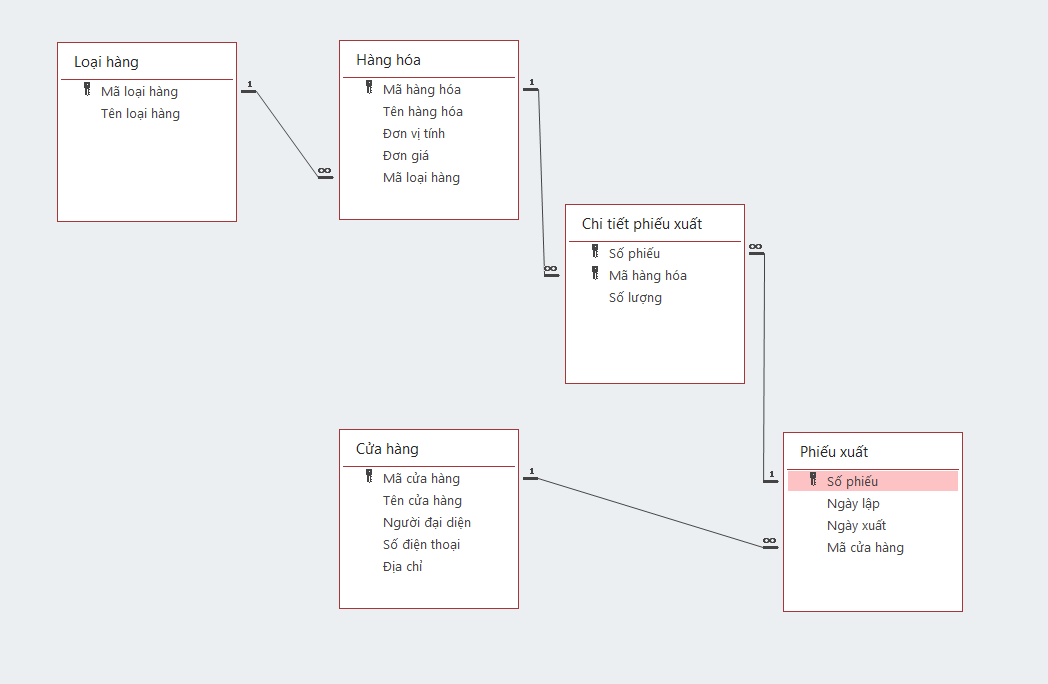 Loại hàng
Mã loại hàng
Tên loại hàng
1
∞
Hàng hóa
Mã hàng hóa
Tên hàng hóa
Đơn vị tính
Đơn giá
Mã loại hàng
1
∞
Chi tiết phiếu xuất
Số phiếu
Mã hàng hóa
Số lượng
∞
1
Cửa hàng
Mã cửa hàng
Tên cửa hàng
Người đại diện
Số điện thoại
Địa chỉ
1
∞
Phiếu xuất
Số phiếu
Ngày lập
Ngày xuất
Mã cửa hàng